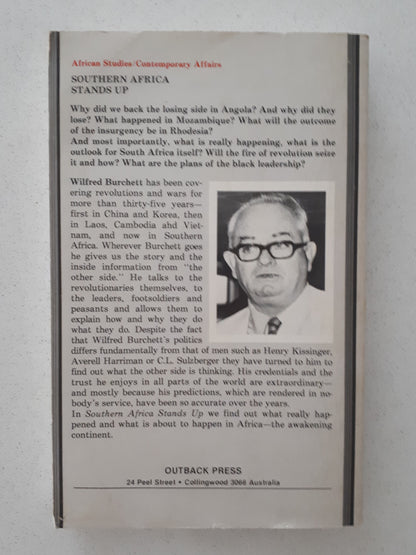 African Studies/Contemporary Affairs
SOUTHERN AFRICA
STANDS UP
Why did we back the losing side in Angola? And why did they
lose? What happened in Mozambique? What will the outcome
of the insurgency be in Rhodesia?
And most importantly, what is really happening, what is the
outlook for South Africa itself? Will the fire of revolution seize
it and how? What are the plans of the black leadership?
Wilfred Burchett has been cov-
ering revolutions and wars for
more than thirty-five years—
first in China and Korea, then
in Laos, Cambodia ahd Viet-
nam, and now in Southern
Africa. Wherever Burchett goes
he gives us the story and the
inside information from "the
other side." He talks to the
revolutionaries themselves, to
the leaders, footsoldiers and
peasants and allows them to
explain how and why they do
what they do. Despite the fact
that Wilfred Burchett's politics
differs fundamentally from that of men such as Henry Kissinger,
Averell Harriman or C.L. Sulzberger they have turned to him to
find out what the other side is thinking. His credentials and the
trust he enjoys in all parts of the world are extraordinary—
and mostly because his predictions, which are rendered in no-
body's service, have been so accurate over the years.
In Southern Africa Stands Up we find out what really hap-
pened and what is about to happen in Africa—the awakening
continent.
OUTBACK PRESS
24 Peel Street • Collingwood 3066 Australia